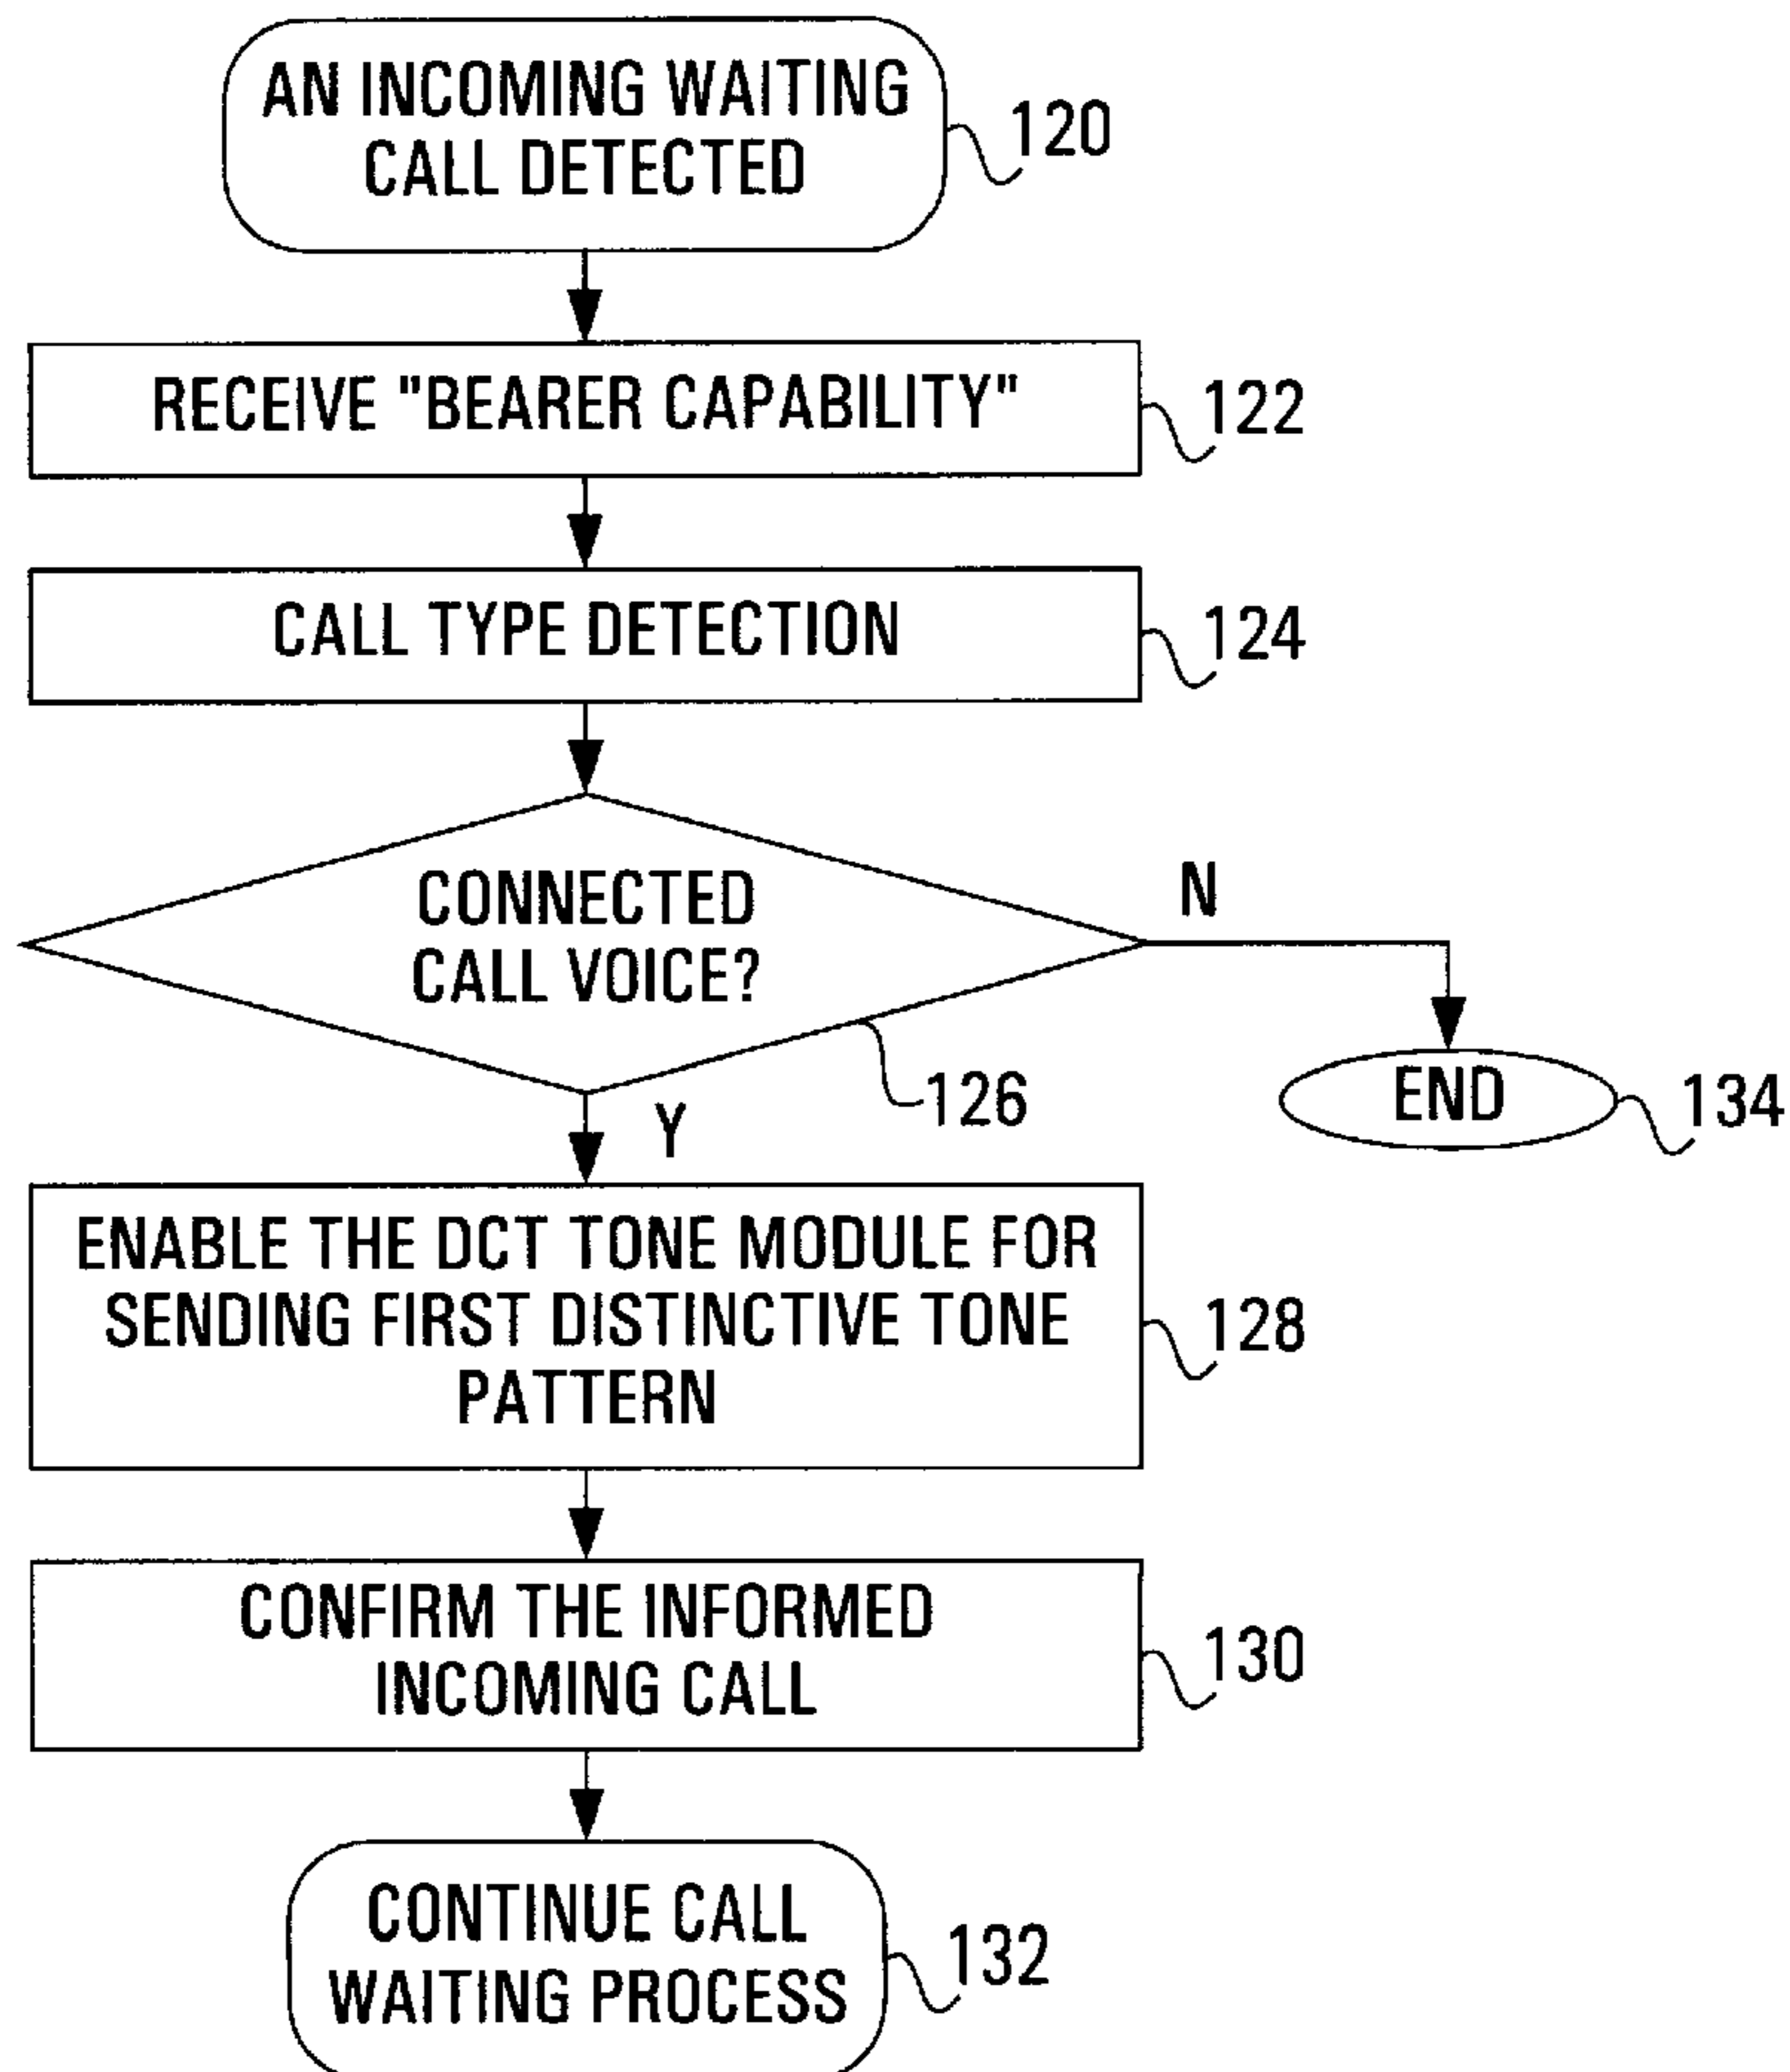 AN INCOMING WAITING
CALL DETECTED
120
RECEIVE "BEARER CAPABILITY"
122
CALL TYPE DETECTION
124
CONNECTED
CALL VOICE?
N
126
Y
END
134
ENABLE THE DCT TONE MODULE FOR
SENDING FIRST DISTINCTIVE TONE
PATTERN
128
CONFIRM THE INFORMED
INCOMING CALL
130
CONTINUE CALL
WAITING PROCESS
132